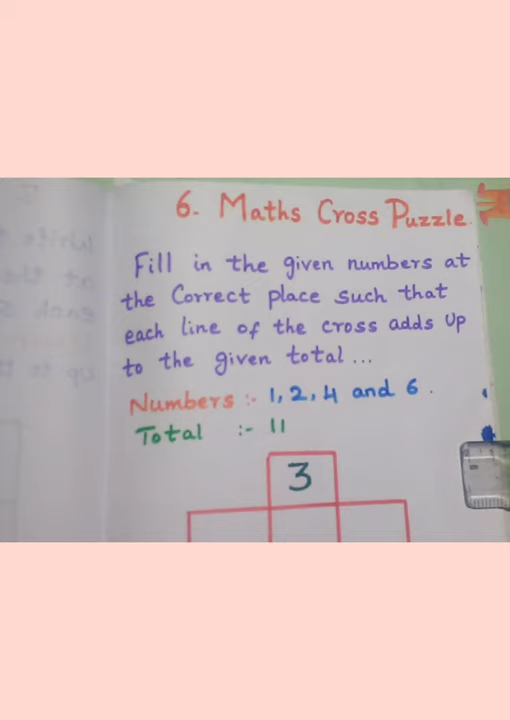 6. Maths Cross Puzzle.
Fill in the given numbers at
the Correct place such that
each line of the cross adds up
to the given total...
Numbers :- 1, 2, 4 and 6.
Total :- 11
3